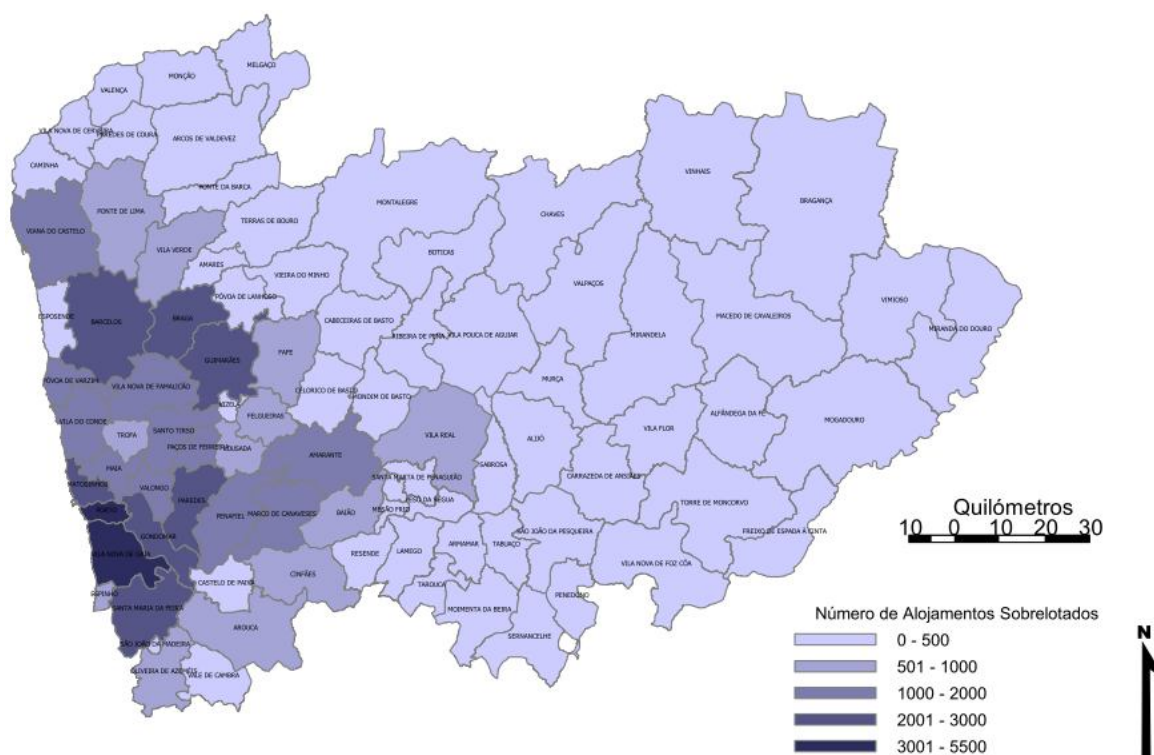 MELGAÇO
MONÇÃO
VALENÇA
VILA NOVA DE CERVEIRA
PAREDES DE COURA
ARCOS DE VALDEVEZ
CAMINHA
PONTE DA BARCA
VINHAIS
BRAGANÇA
MONTALEGRE
PONTE DE LIMA
CHAVES
TERRAS DE BOURO
VIANA DO CASTELO
VILA VERDE
BOTICAS
AMARES
VIEIRA DO MINHO
VALPAÇOS
PÓVOA DE LANHOSO
VIMIOSO
ESPOSENDE
BARCELOS
BRAGA
CABECEIRAS DE BASTO
MACEDO DE CAVALEIROS
MIRANDA DO DOURO
RIBEIRA DE PENA
VILA POUCA DE AGUIAR
MIRANDELA
FAFE
GUIMARÃES
MURÇA
PÓVOA DE VARZIM
VILA NOVA DE FAMALICÃO
CELORICO DE BASTO
MONDIM DE BASTO
VIZELA
ALFÂNDEGA DA FÉ
MOGADOURO
FELGUEIRAS
VILA DO CONDE
SANTO TIRSO
VILA FLOR
TROFA
VILA REAL
ALIJÓ
PAÇOS DE FERREIRA
LOUSADA
AMARANTE
MAIA
SABROSA
SANTA MARTA DE PENAGUIÃO
CARRAZEDA DE ANSIÃES
MATOSINHOS
VALONGO
PAREDES
PESO DA RÉGUA
TORRE DE MONCORVO
PORTO
PENAFIEL
MARCO DE CANAVESES
BAIÃO
MESÃO FRIO
Quilómetros
10 0 10 20 30
FREIXO DE ESPADA À CINTA
SÃO JOÃO DA PESQUEIRA
GONDOMAR
ARMAMAR
TABUAÇO
VILA NOVA DE GAIA
RESENDE
LAMEGO
VILA NOVA DE FOZ CÔA
CINFÃES
CASTELO DE PAIVA
TAROUCA
ESPINHO
PENEDONO
SANTA MARIA DA FEIRA
MOIMENTA DA BEIRA
Número de Alojamentos Sobrelotados
AROUCA
SERNANCELHE
N
0 - 500
SÃO JOÃO DA MADEIRA
501 - 1000
OLIVEIRA DE AZEMÉIS
VALE DE CAMBRA
1000 - 2000
2001 - 3000
3001 - 5500